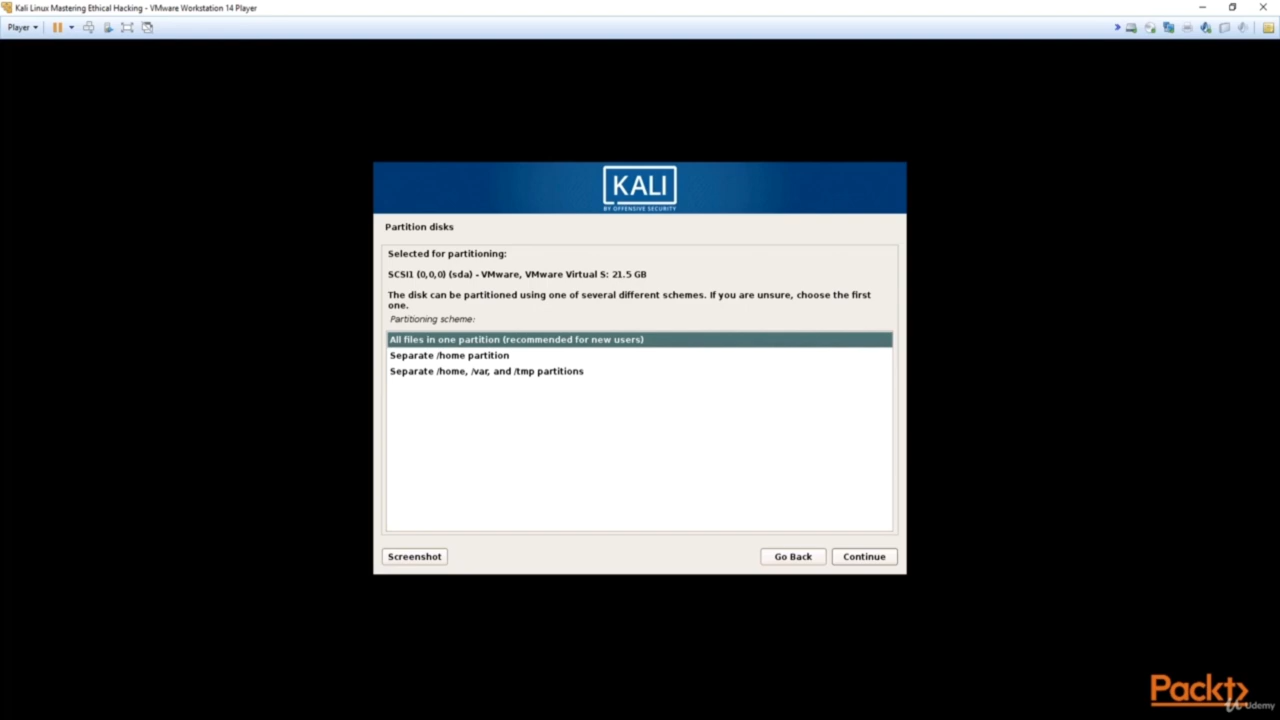 Kali Linux Mastering Ethical Hacking - VMware Workstation 14 Player
Player
KALI
BY OFFENSIVE SECURITY
Partition disks
Selected for partitioning:
SCSI1 (0,0,0) (sda) - VMware, VMware Virtual S: 21.5 GB
The disk can be partitioned using one of several different schemes. If you are unsure, choose the first
one.
Partitioning scheme:
All files in one partition (recommended for new users)
Separate /home partition
Separate /home, /var, and /tmp partitions
Screenshot
Go Back
Continue
Packt
Udemy